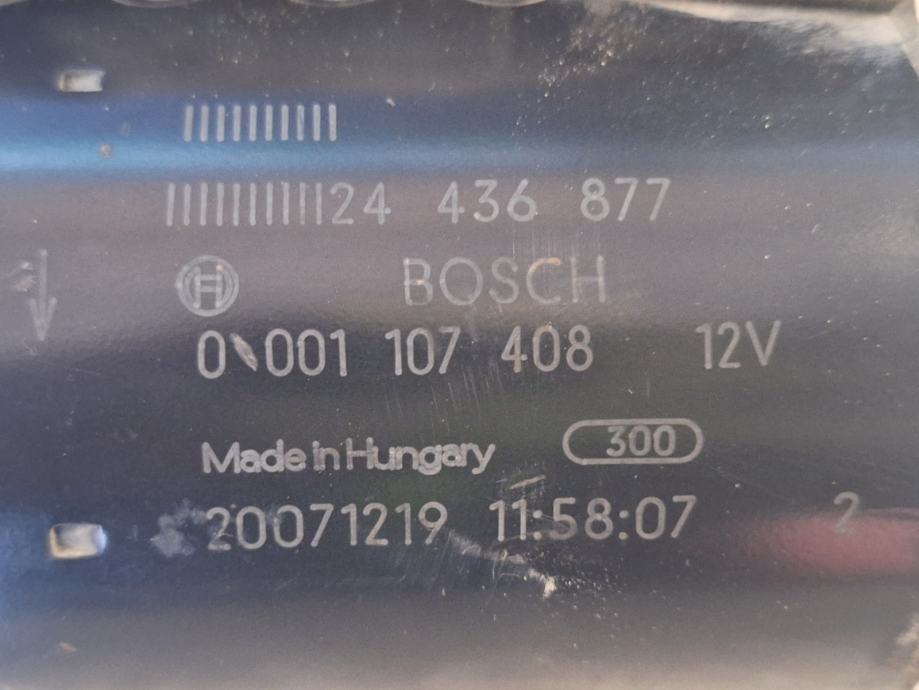 24 436 877
BOSCH
0 001 107 408 12V
Made in Hungary 300
20071219 11:58:07 2